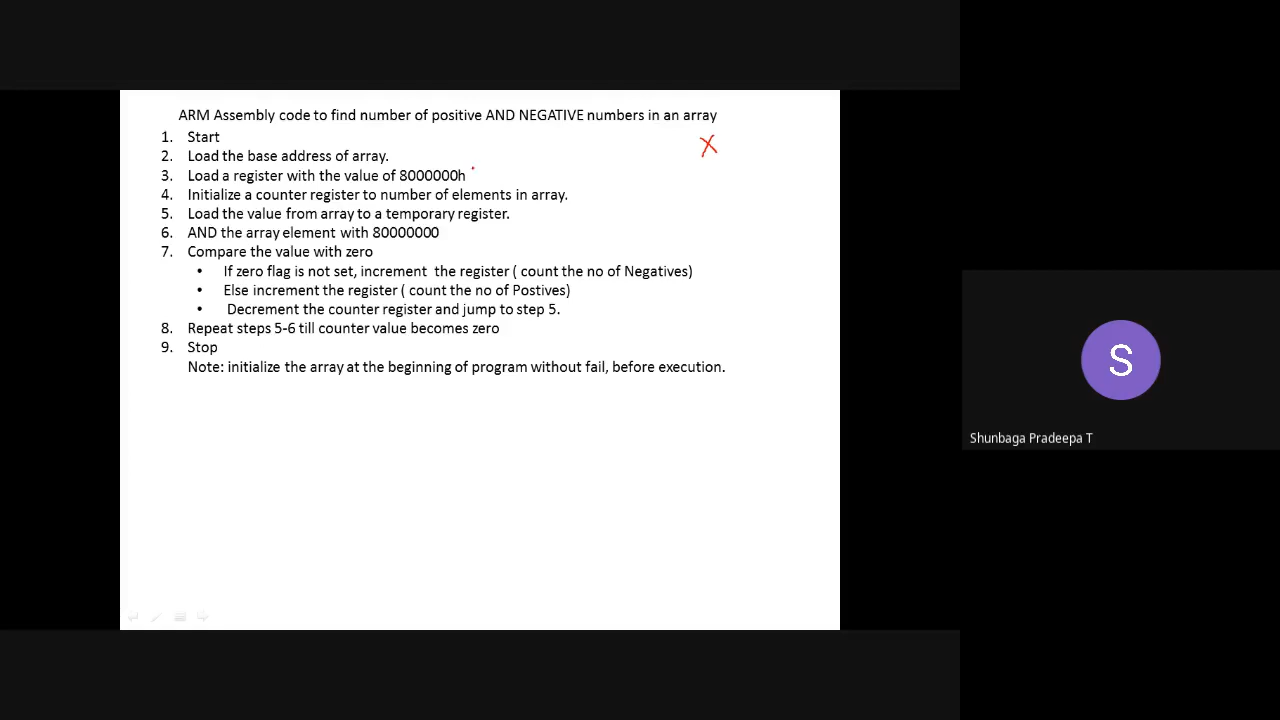 ARM Assembly code to find number of positive AND NEGATIVE numbers in an array
X
1. Start
2. Load the base address of array.
3. Load a register with the value of 8000000h
4. Initialize a counter register to number of elements in array.
5. Load the value from array to a temporary register.
6. AND the array element with 80000000
7. Compare the value with zero
• If zero flag is not set, increment the register ( count the no of Negatives)
• Else increment the register ( count the no of Postives)
• Decrement the counter register and jump to step 5.
8. Repeat steps 5-6 till counter value becomes zero
9. Stop
Note: initialize the array at the beginning of program without fail, before execution.
S
Shunbaga Pradeepa T